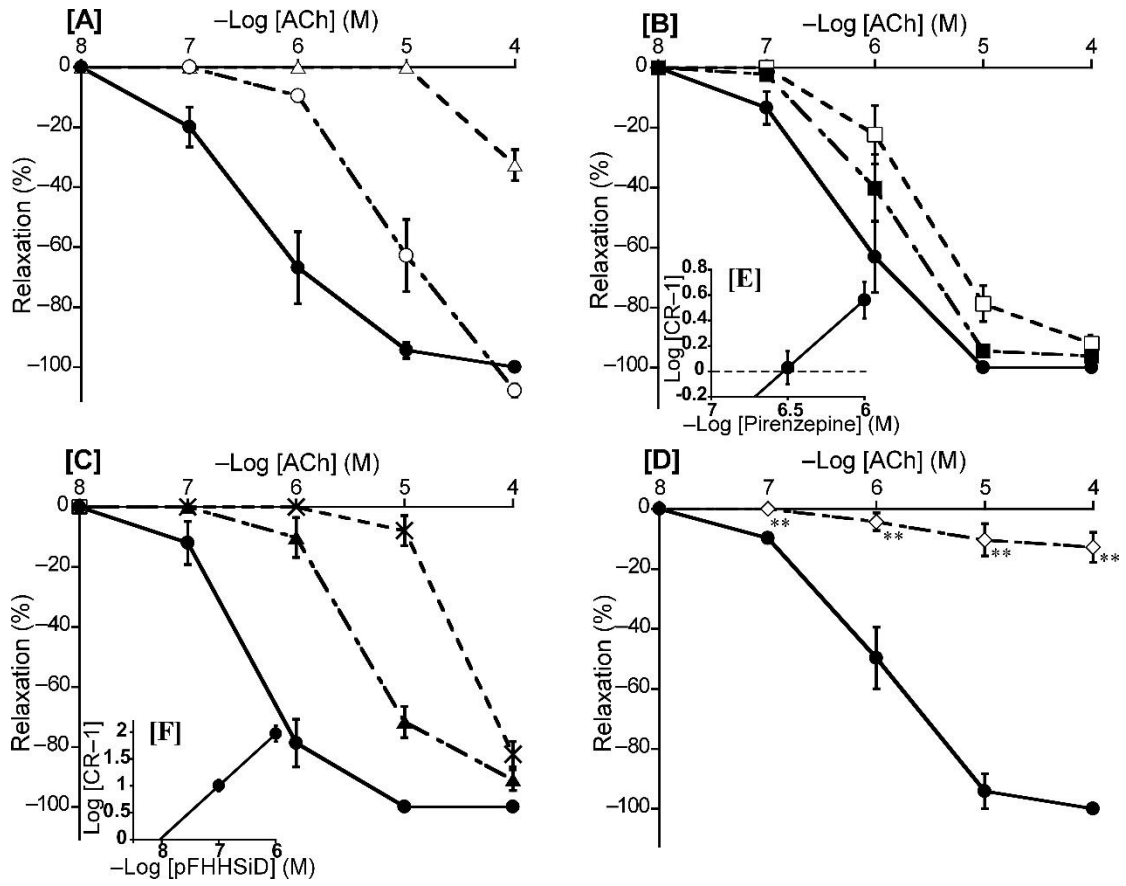 [A]
–Log [ACh] (M)
8 7 6 5 4
0
–20
–40
–60
–80
–100
Relaxation (%)
[B]
–Log [ACh] (M)
8 7 6 5 4
0
–20
–40
–60
–80
–100
Relaxation (%)
[E]
0.8
0.6
0.4
0.2
0
-0.2
Log [CR–1]
7 6.5 6
–Log [Pirenzepine] (M)
[C]
–Log [ACh] (M)
8 7 6 5 4
0
–20
–40
–60
–80
–100
Relaxation (%)
[F]
2
1.5
1
0.5
0
Log [CR–1]
8 7 6
–Log [pFHHSiD] (M)
[D]
–Log [ACh] (M)
8 7 6 5 4
0
–20
–40
–60
–80
–100
Relaxation (%)
** ** ** **